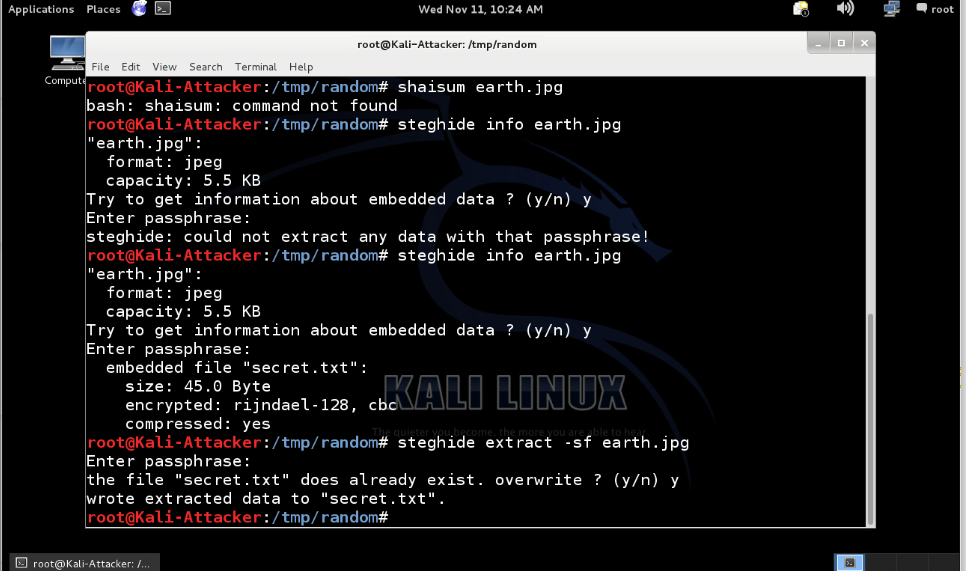 Applications Places Wed Nov 11, 10:24 AM root
Compute
root@Kali-Attacker: /tmp/random
File Edit View Search Terminal Help
root@Kali-Attacker:/tmp/random# shaisum earth.jpg
bash: shaisum: command not found
root@Kali-Attacker:/tmp/random# steghide info earth.jpg
"earth.jpg":
  format: jpeg
  capacity: 5.5 KB
Try to get information about embedded data ? (y/n) y
Enter passphrase:
steghide: could not extract any data with that passphrase!
root@Kali-Attacker:/tmp/random# steghide info earth.jpg
"earth.jpg":
  format: jpeg
  capacity: 5.5 KB
Try to get information about embedded data ? (y/n) y
Enter passphrase:
  embedded file "secret.txt":
    size: 45.0 Byte
    encrypted: rijndael-128, cbc
    compressed: yes
KALI LINUX
The quieter you become, the more you are able to hear.
root@Kali-Attacker:/tmp/random# steghide extract -sf earth.jpg
Enter passphrase:
the file "secret.txt" does already exist. overwrite ? (y/n) y
wrote extracted data to "secret.txt".
root@Kali-Attacker:/tmp/random#
root@Kali-Attacker: /...